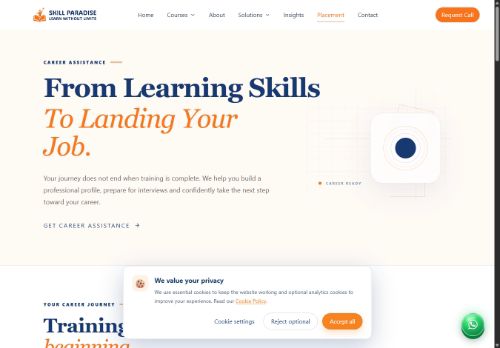 SKILL PARADISE
LEARN WITHOUT LIMITS
Home Courses About Solutions Insights Placement Contact
Request Call
CAREER ASSISTANCE
From Learning Skills
To Landing Your
Job.
Your journey does not end when training is complete. We help you build a
professional profile, prepare for interviews and confidently take the next step
toward your career.
GET CAREER ASSISTANCE →
CAREER READY
YOUR CAREER JOURNEY
Training
beginning
We value your privacy
We use essential cookies to keep the website working and optional analytics cookies to
improve your experience. Read our Cookie Policy.
Cookie settings Reject optional Accept all